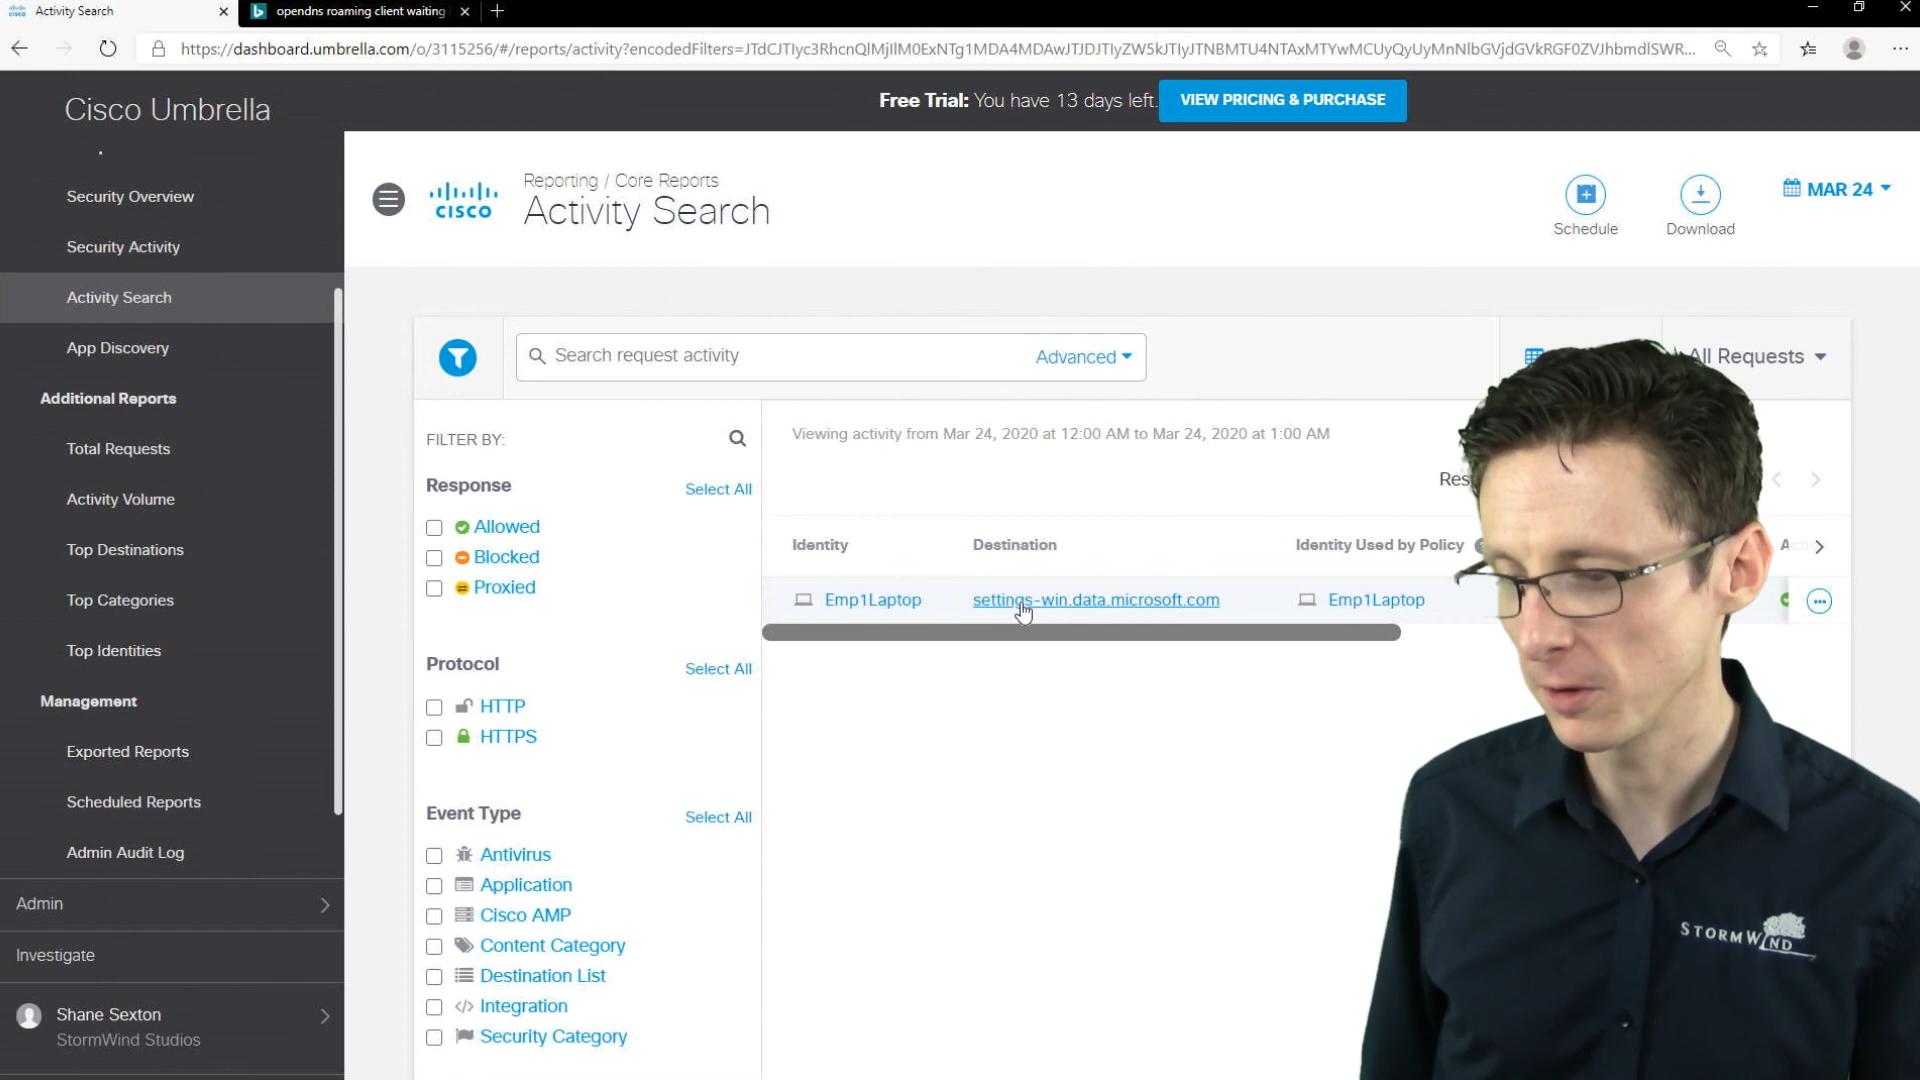 Activity Search
opendns roaming client waiting
https://dashboard.umbrella.com/o/3115256/#/reports/activity?encodedFilters=
Cisco Umbrella
Free Trial: You have 13 days left.
VIEW PRICING & PURCHASE
Security Overview
Security Activity
Activity Search
App Discovery
Additional Reports
Total Requests
Activity Volume
Top Destinations
Top Categories
Top Identities
Management
Exported Reports
Scheduled Reports
Admin Audit Log
Admin
Investigate
Shane Sexton
StormWind Studios
CISCO
Reporting / Core Reports
Activity Search
Schedule
Download
MAR 24
Search request activity
Advanced
All Requests
FILTER BY:
Response
Select All
Allowed
Blocked
Proxied
Protocol
Select All
HTTP
HTTPS
Event Type
Select All
Antivirus
Application
Cisco AMP
Content Category
Destination List
Integration
Security Category
Viewing activity from Mar 24, 2020 at 12:00 AM to Mar 24, 2020 at 1:00 AM
Identity
Destination
Identity Used by Policy
Emp1Laptop
settings-win.data.microsoft.com
Emp1Laptop
STORMWIND